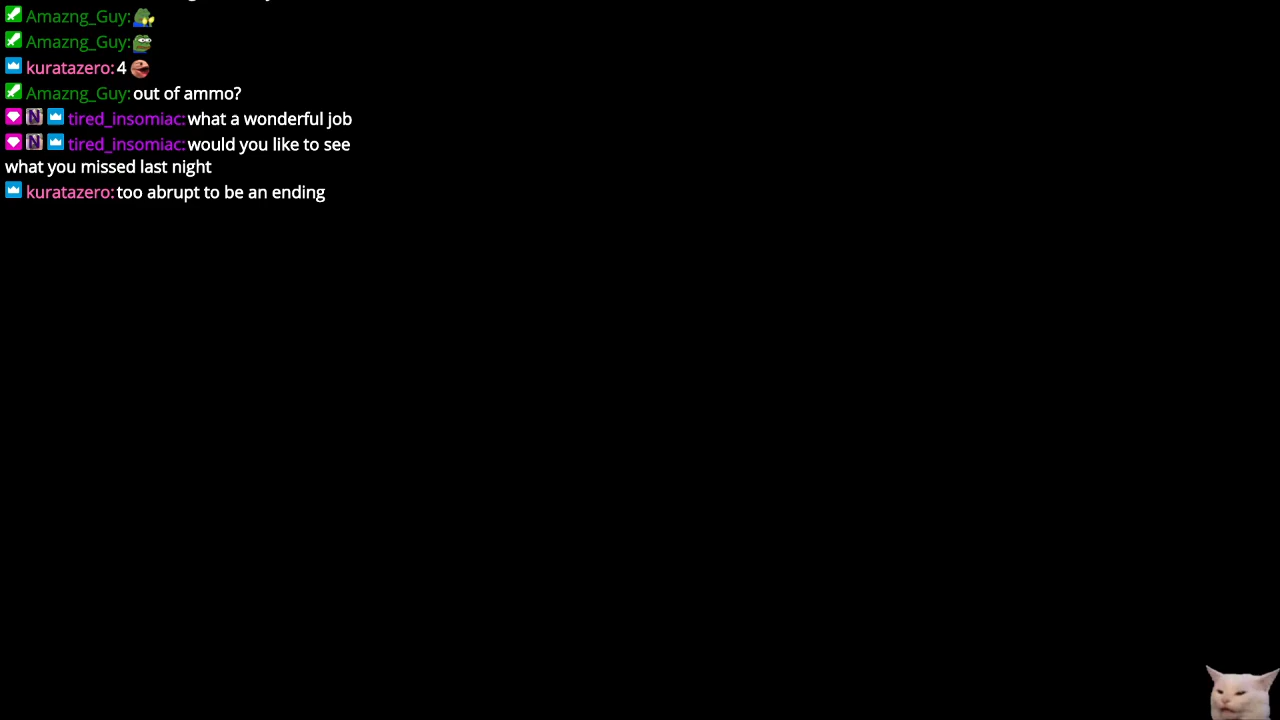 Amazng_Guy:
Amazng_Guy:
kuratazero: 4
Amazng_Guy: out of ammo?
tired_insomiac: what a wonderful job
tired_insomiac: would you like to see
what you missed last night
kuratazero: too abrupt to be an ending